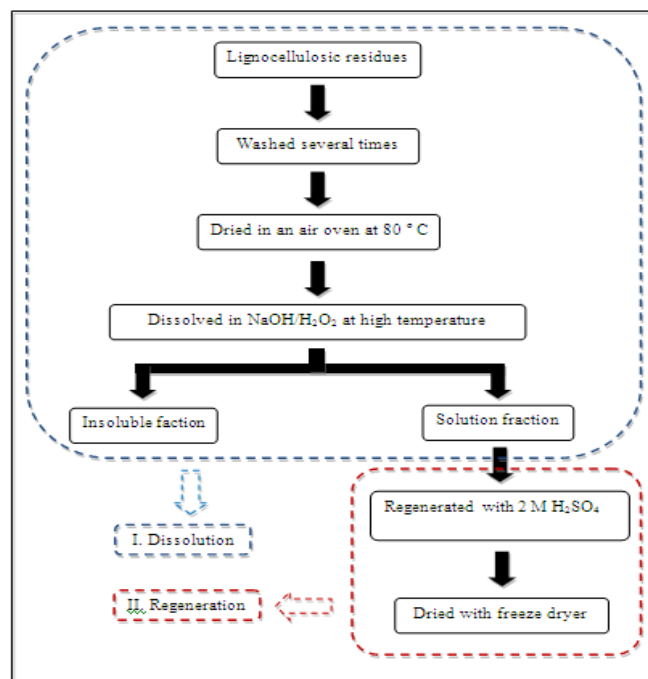 Lignocellulosic residues
Washed several times
Dried in an air oven at 80 ° C
Dissolved in NaOH/H₂O₂ at high temperature
Insoluble faction
Solution fraction
Regenerated with 2 M H₂SO₄
I. Dissolution
II. Regeneration
Dried with freeze dryer